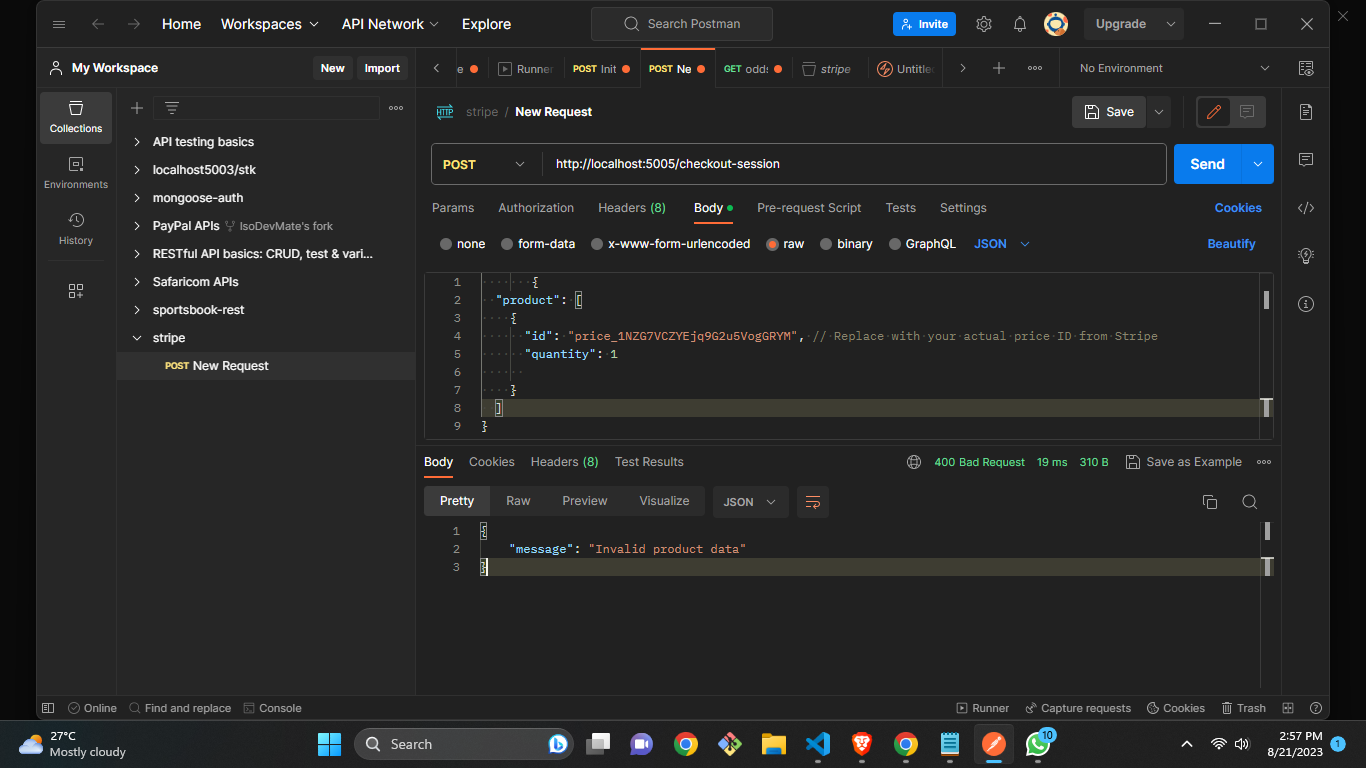 Home Workspaces API Network Explore Search Postman Invite Upgrade
My Workspace New Import e Runner POST Init POST Ne GET odds stripe Untitle No Environment
Collections
Environments
History
API testing basics
localhost5003/stk
mongoose-auth
PayPal APIs IsoDevMate's fork
RESTful API basics: CRUD, test & vari...
Safaricom APIs
sportsbook-rest
stripe
POST New Request
HTTP stripe / New Request Save
POST http://localhost:5005/checkout-session Send
Params Authorization Headers (8) Body Pre-request Script Tests Settings Cookies
none form-data x-www-form-urlencoded raw binary GraphQL JSON Beautify
1 {
2 "product": [
3 {
4 "id": "price_1NZG7VCZYEjq9G2u5VogGRYM", // Replace with your actual price ID from Stripe
5 "quantity": 1
6
7 }
8 ]
9 }
Body Cookies Headers (8) Test Results 400 Bad Request 19 ms 310 B Save as Example
Pretty Raw Preview Visualize JSON
1 {
2 "message": "Invalid product data"
3 }
Online Find and replace Console Runner Capture requests Cookies Trash
27°C
Mostly cloudy
Search
10
2:57 PM
8/21/2023
1